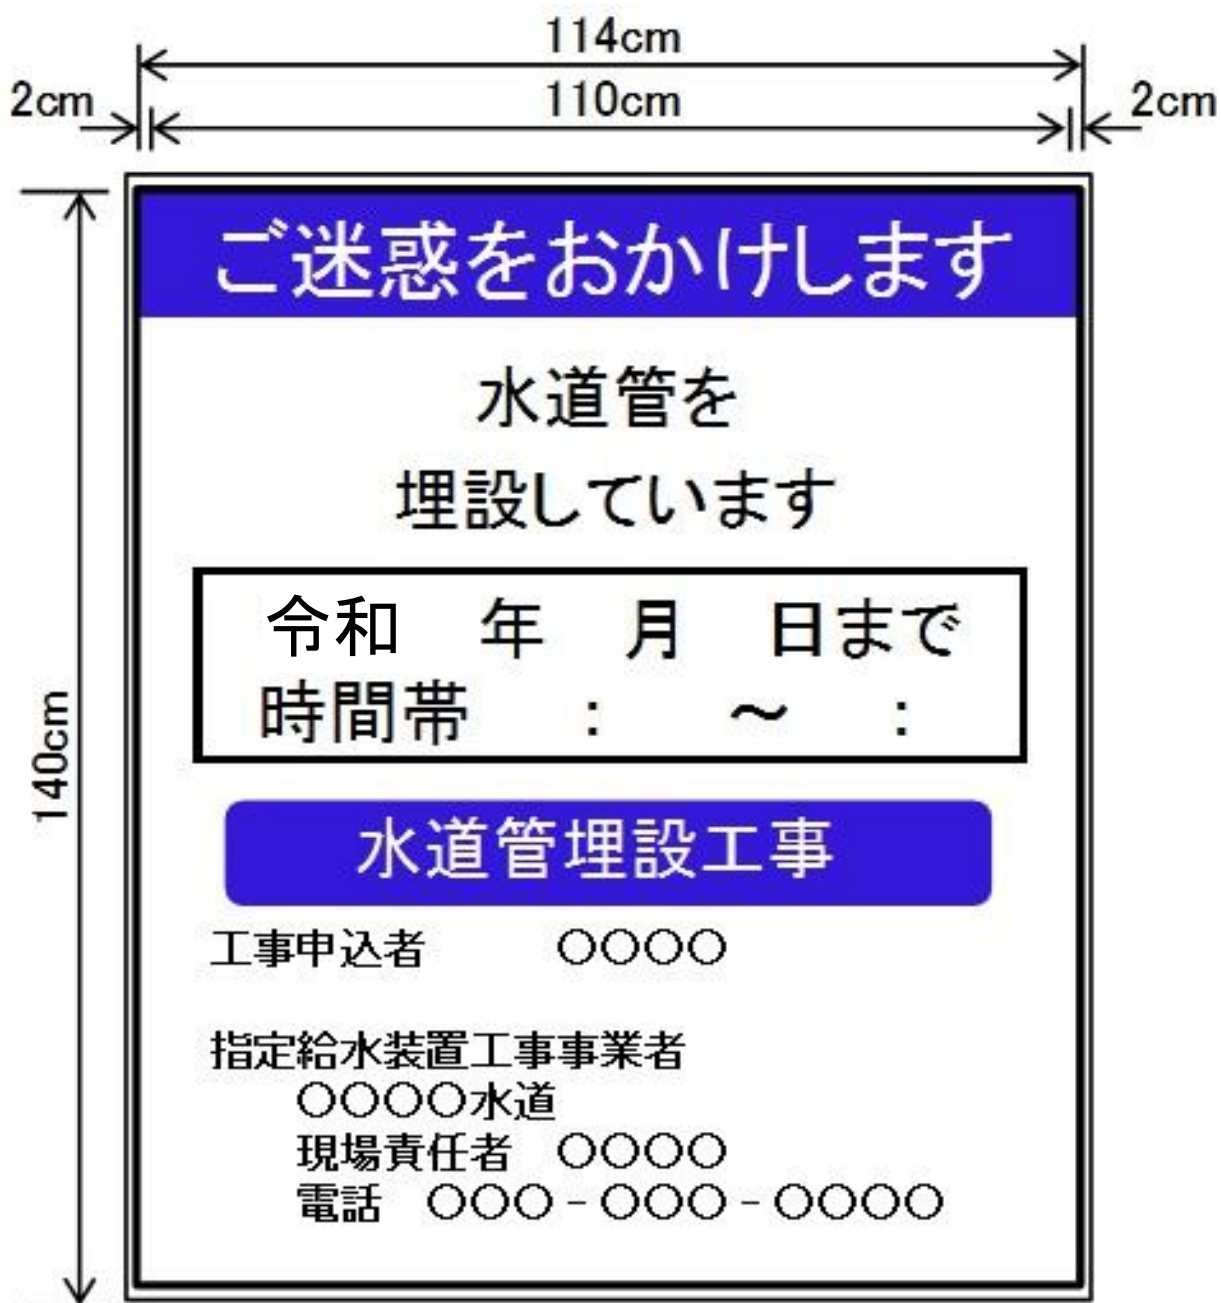 114cm
2cm 110cm 2cm
ご迷惑をおかけします
水道管を
埋設しています
令和　年　月　日まで
時間帯　：　～　：
140cm
水道管埋設工事
工事申込者　○○○○
指定給水装置工事事業者
○○○○水道
現場責任者　○○○○
電話　○○○－○○○－○○○○